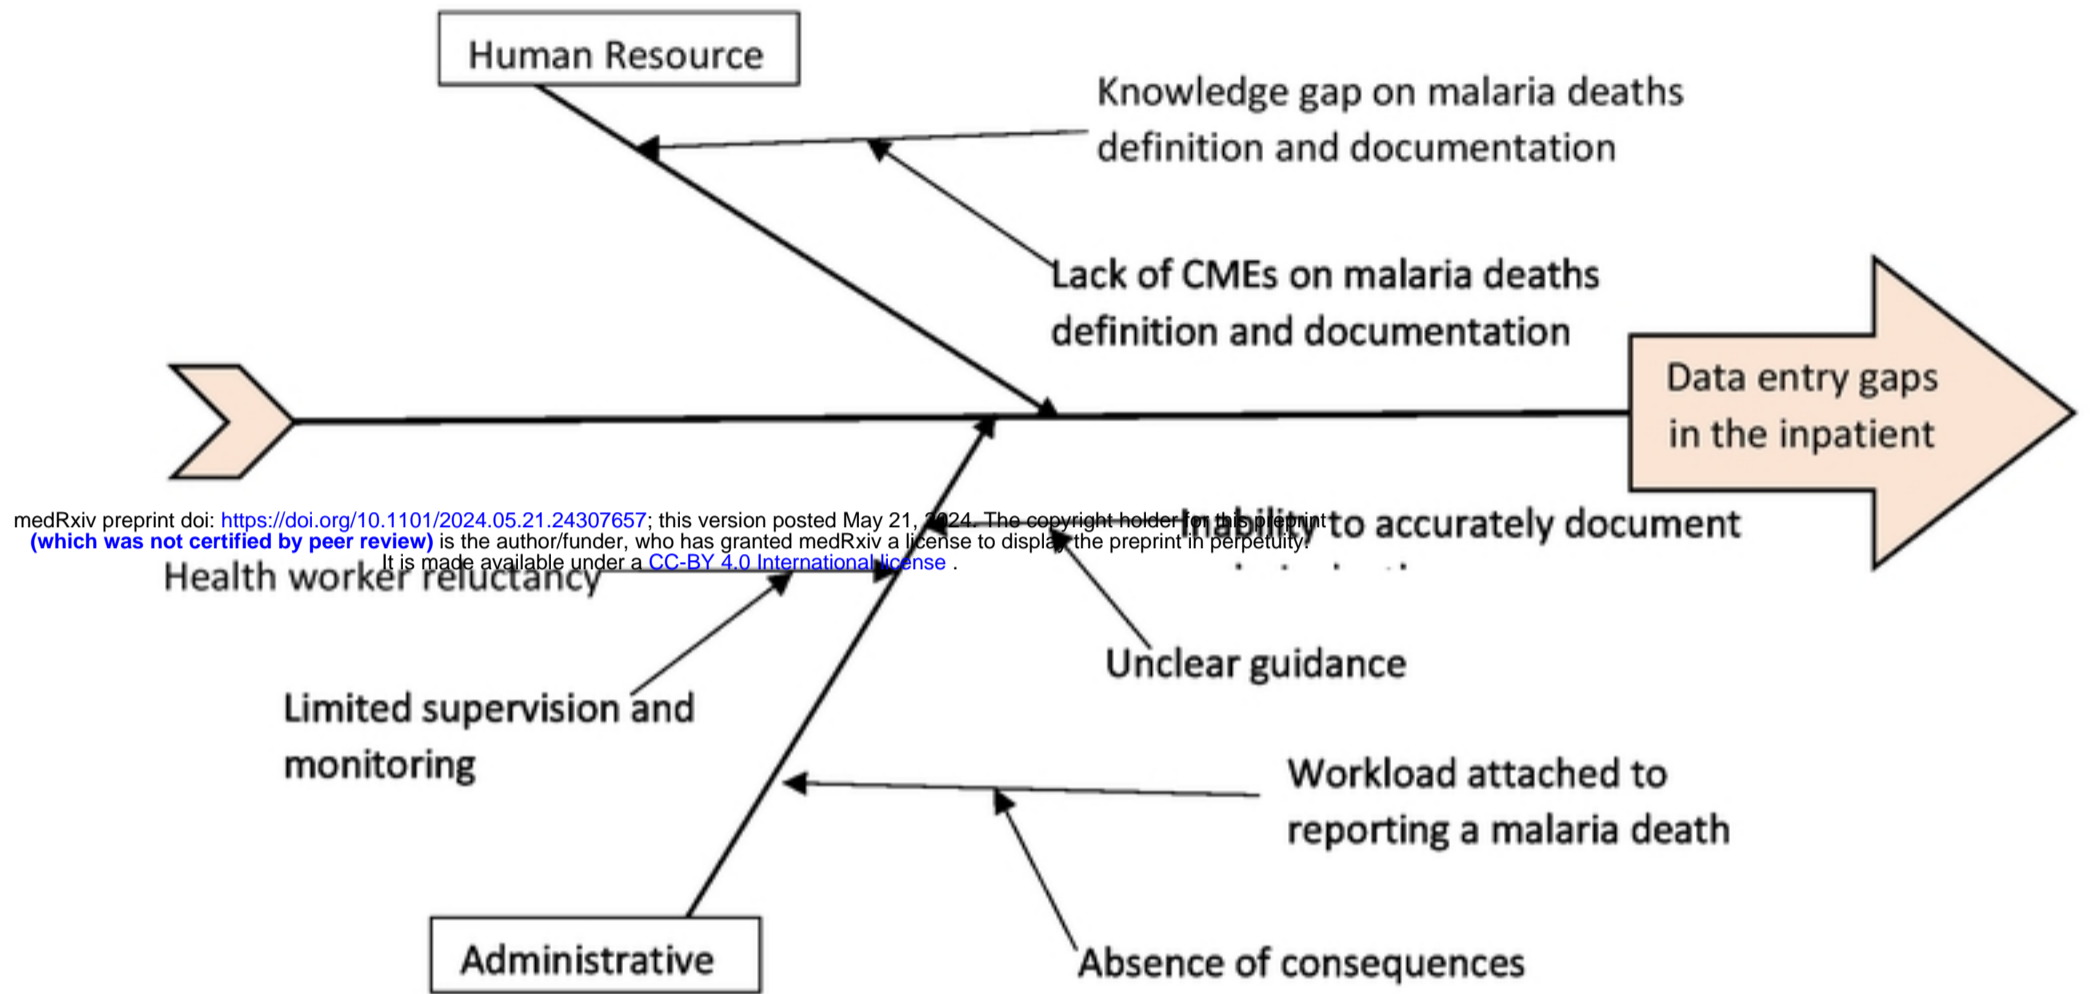 Human Resource
Knowledge gap on malaria deaths
definition and documentation
Lack of CMEs on malaria deaths
definition and documentation
Data entry gaps
in the inpatient
medRxiv preprint doi: https://doi.org/10.1101/2024.05.21.24307657; this version posted May 21, 2024. The copyright holder for this preprint
(which was not certified by peer review) is the author/funder, who has granted medRxiv a license to display the preprint in perpetuity.
It is made available under a CC-BY 4.0 International license .
Inability to accurately document
Health worker reluctancy
Unclear guidance
Limited supervision and
monitoring
Workload attached to
reporting a malaria death
Administrative
Absence of consequences